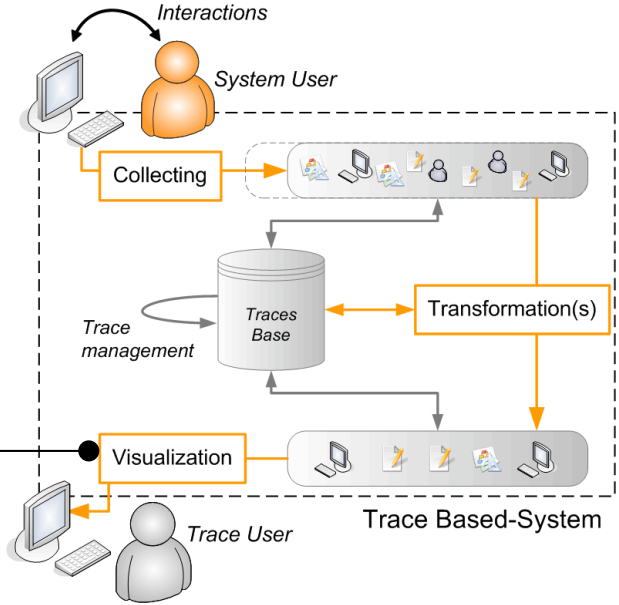 Interactions
System User
Collecting
Traces
Base
Transformation(s)
Trace
management
Visualization
Trace Based-System
Trace User